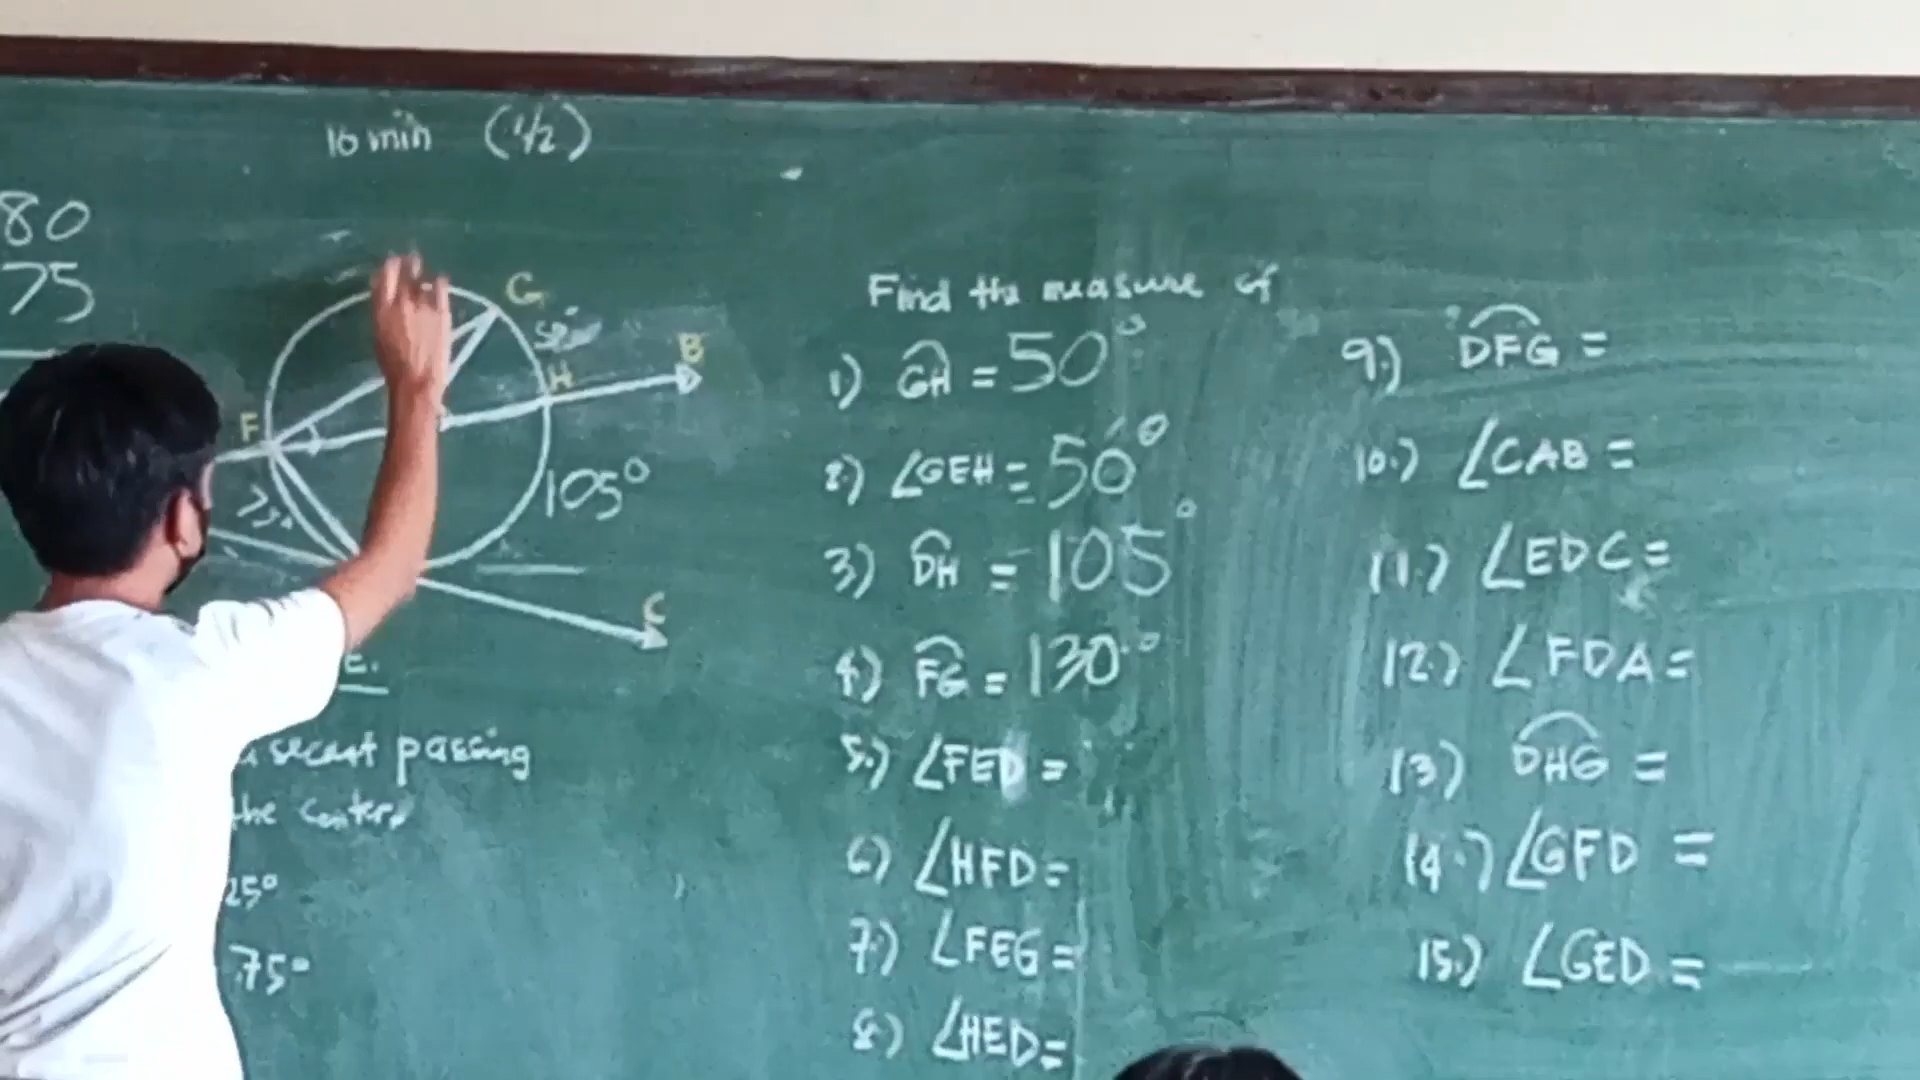 10 min (1/2)
80
75
G
50°
B
H
F
105°
75°
C
E.
secant passing
the center
25°
75°
Find the measure of
1) GH = 50°
2.) ∠GEH = 50°
3) DH = 105°
4) FG = 130°
5.) ∠FED =
6) ∠HFD =
7.) ∠FEG =
8.) ∠HED =
9.) DFG =
10.) ∠CAB =
11.) ∠EDC =
12.) ∠FDA =
13) DHG =
14.) ∠GFD =
15.) ∠GED =